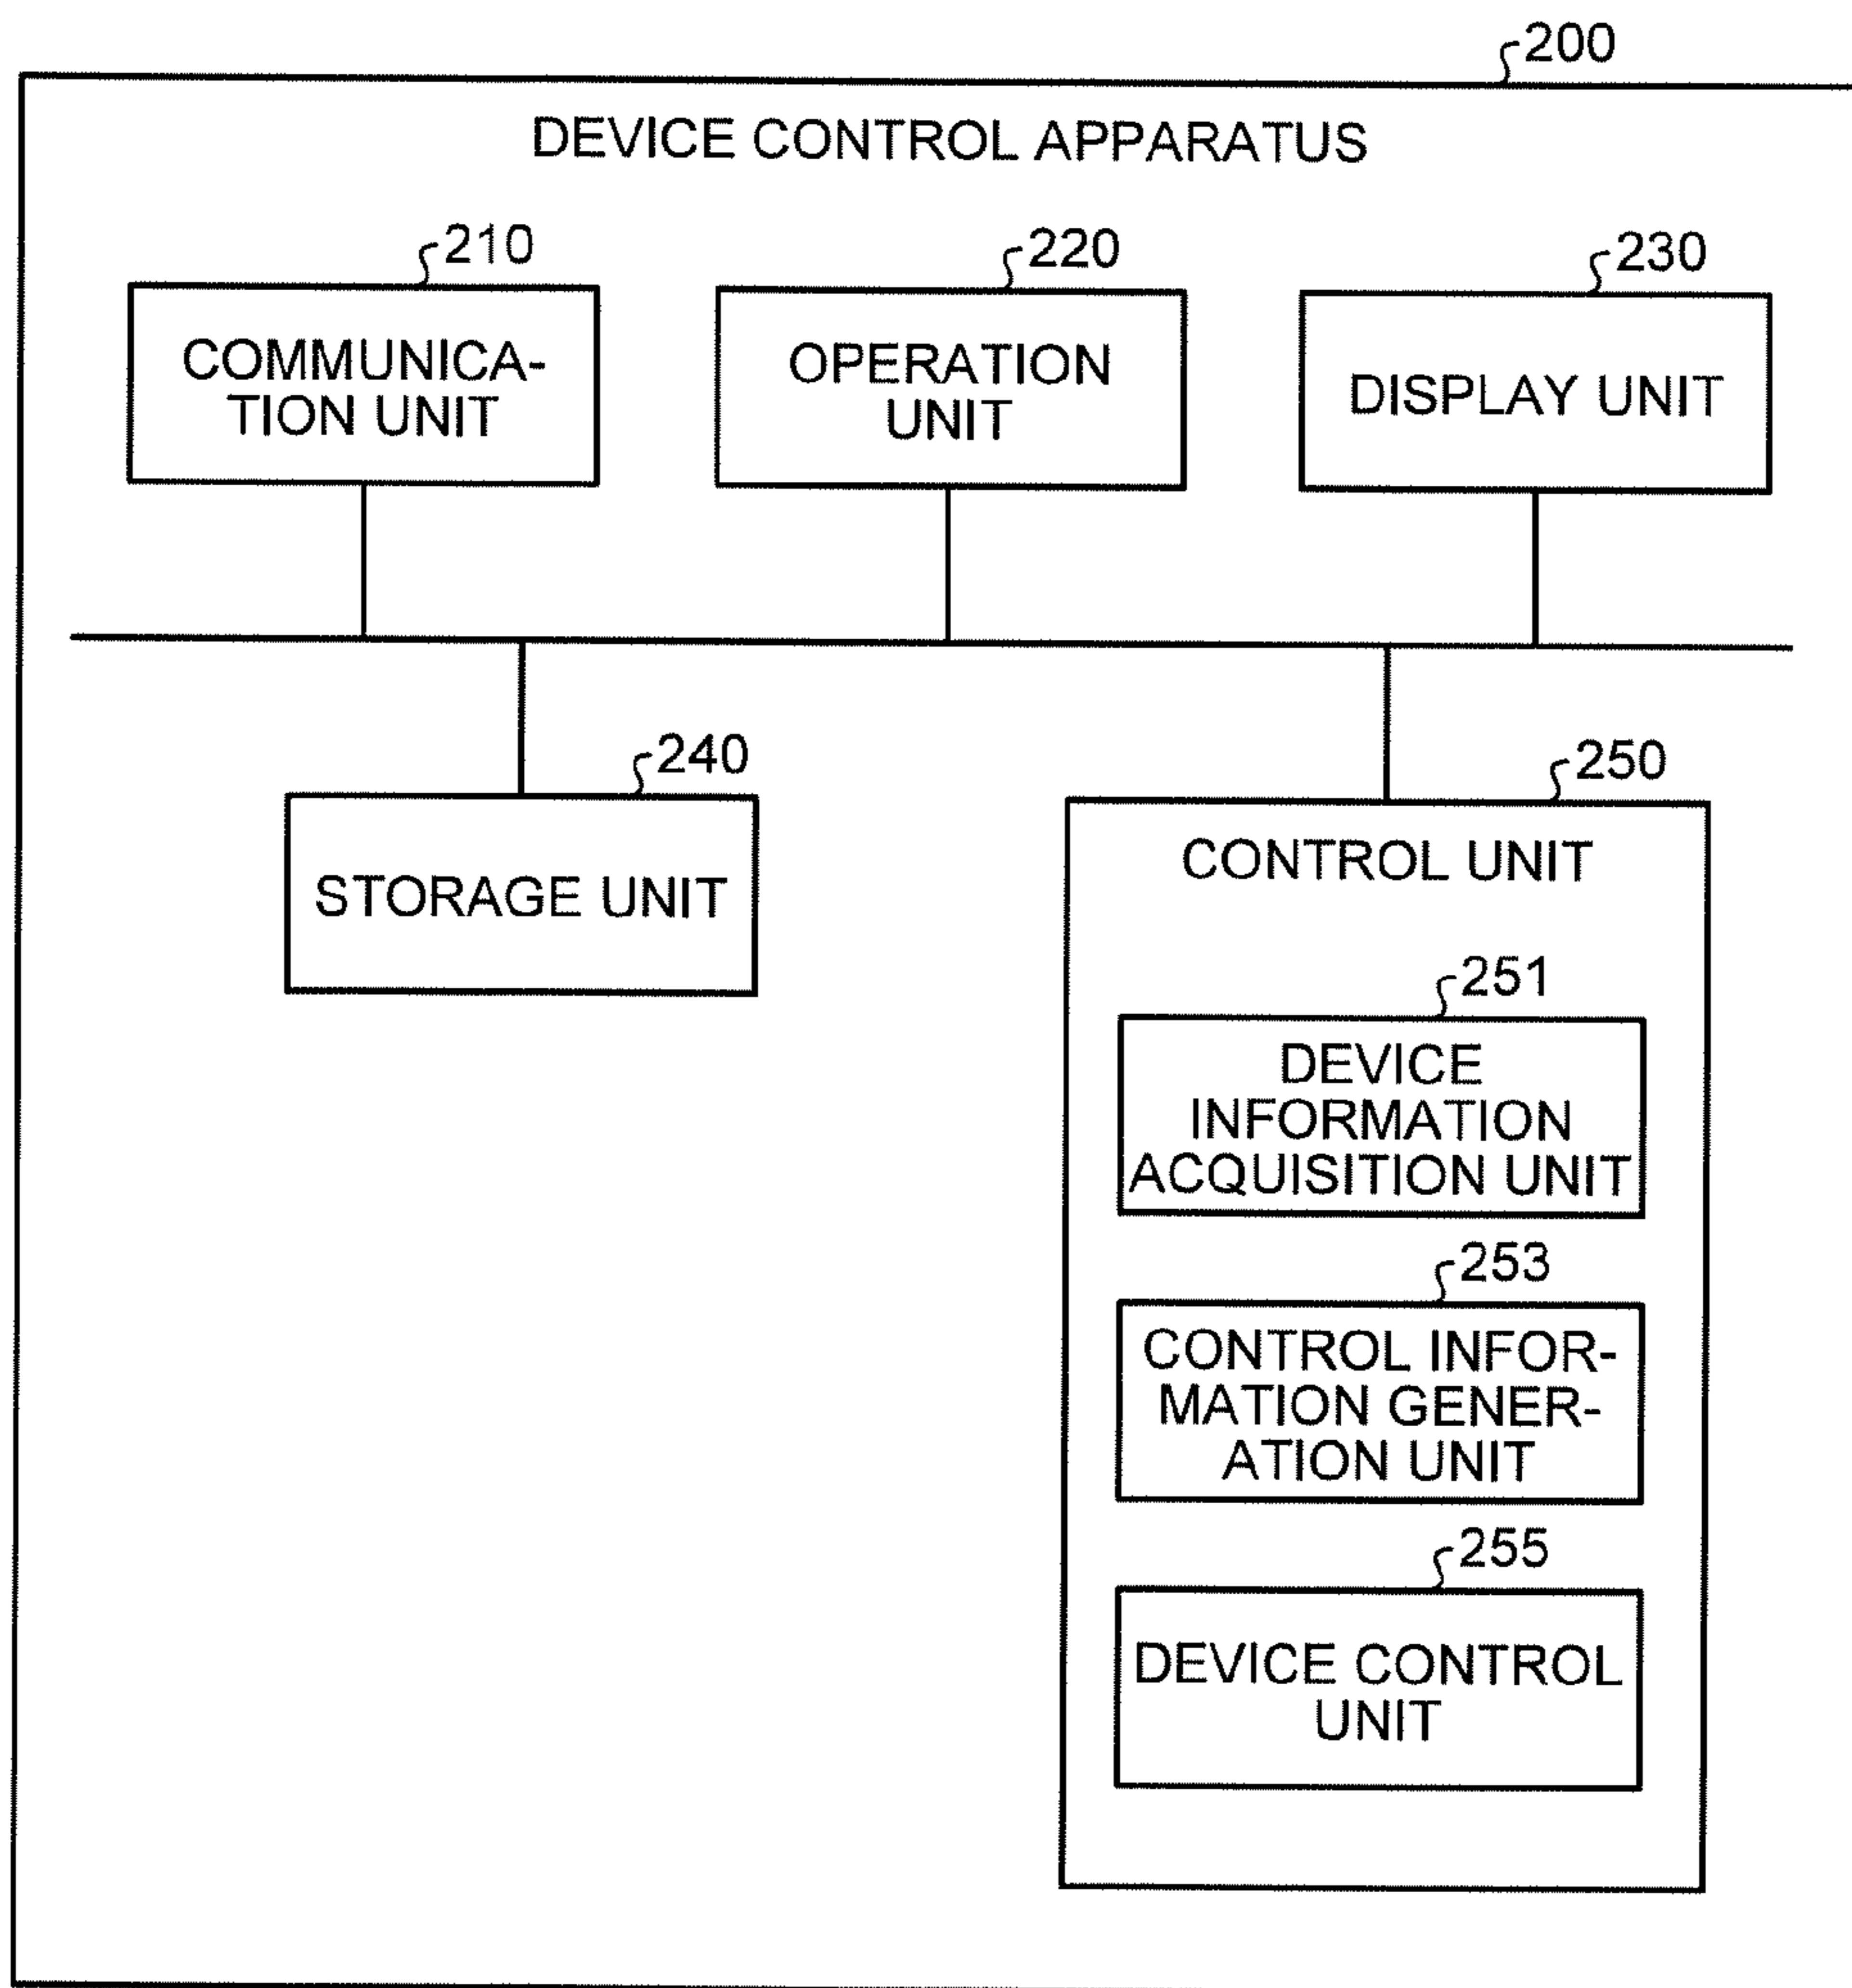 200
DEVICE CONTROL APPARATUS
210
COMMUNICA-
TION UNIT
220
OPERATION
UNIT
230
DISPLAY UNIT
240
STORAGE UNIT
250
CONTROL UNIT
251
DEVICE
INFORMATION
ACQUISITION UNIT
253
CONTROL INFOR-
MATION GENER-
ATION UNIT
255
DEVICE CONTROL
UNIT